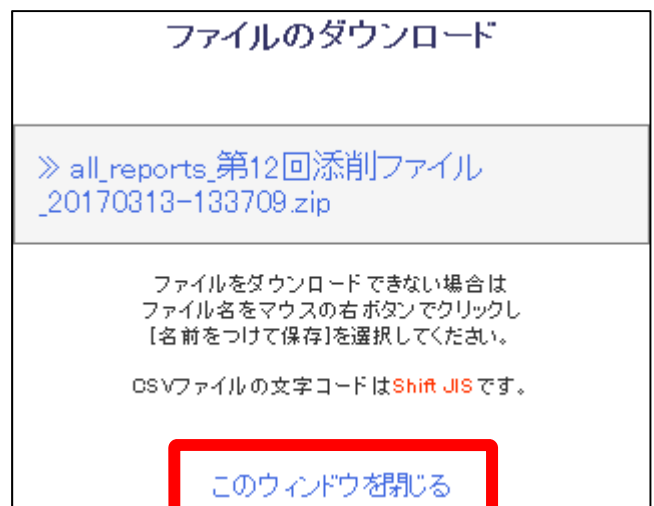 ファイルのダウンロード
≫ all_reports_第12回添削ファイル
_20170313-133709.zip
ファイルをダウンロードできない場合は
ファイル名をマウスの右ボタンでクリックし
[名前をつけて保存]を選択してください。
CSVファイルの文字コードはShift JISです。
このウィンドウを閉じる